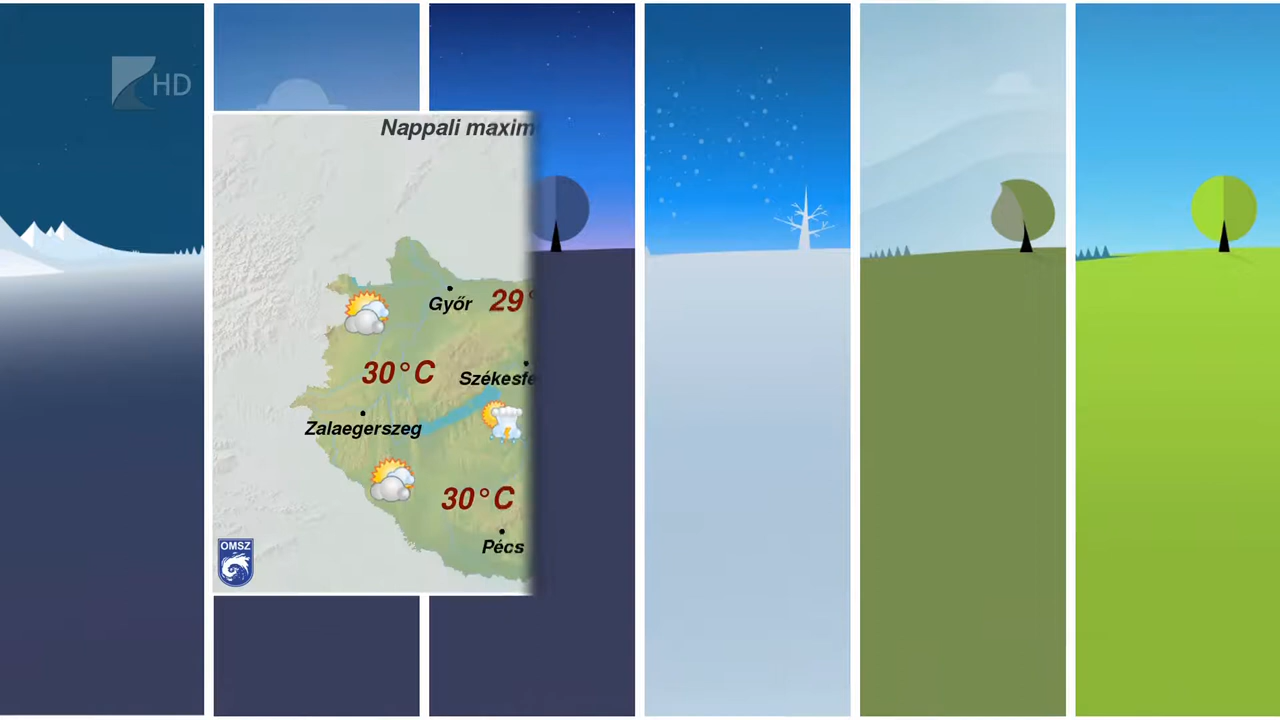 HD
Nappali maxim
Győr 29°
30°C
Székesfe
Zalaegerszeg
30°C
Pécs
OMSZ